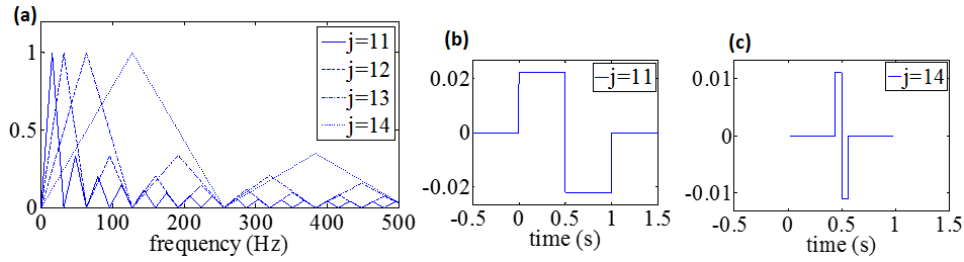 (a)
1
0.5
0
j=11
j=12
j=13
j=14
0 100 200 300 400 500
frequency (Hz)
(b)
0.02
0
-0.02
j=11
-0.5 0 0.5 1 1.5
time (s)
(c)
0.01
0
-0.01
j=14
-0.5 0 0.5 1 1.5
time (s)